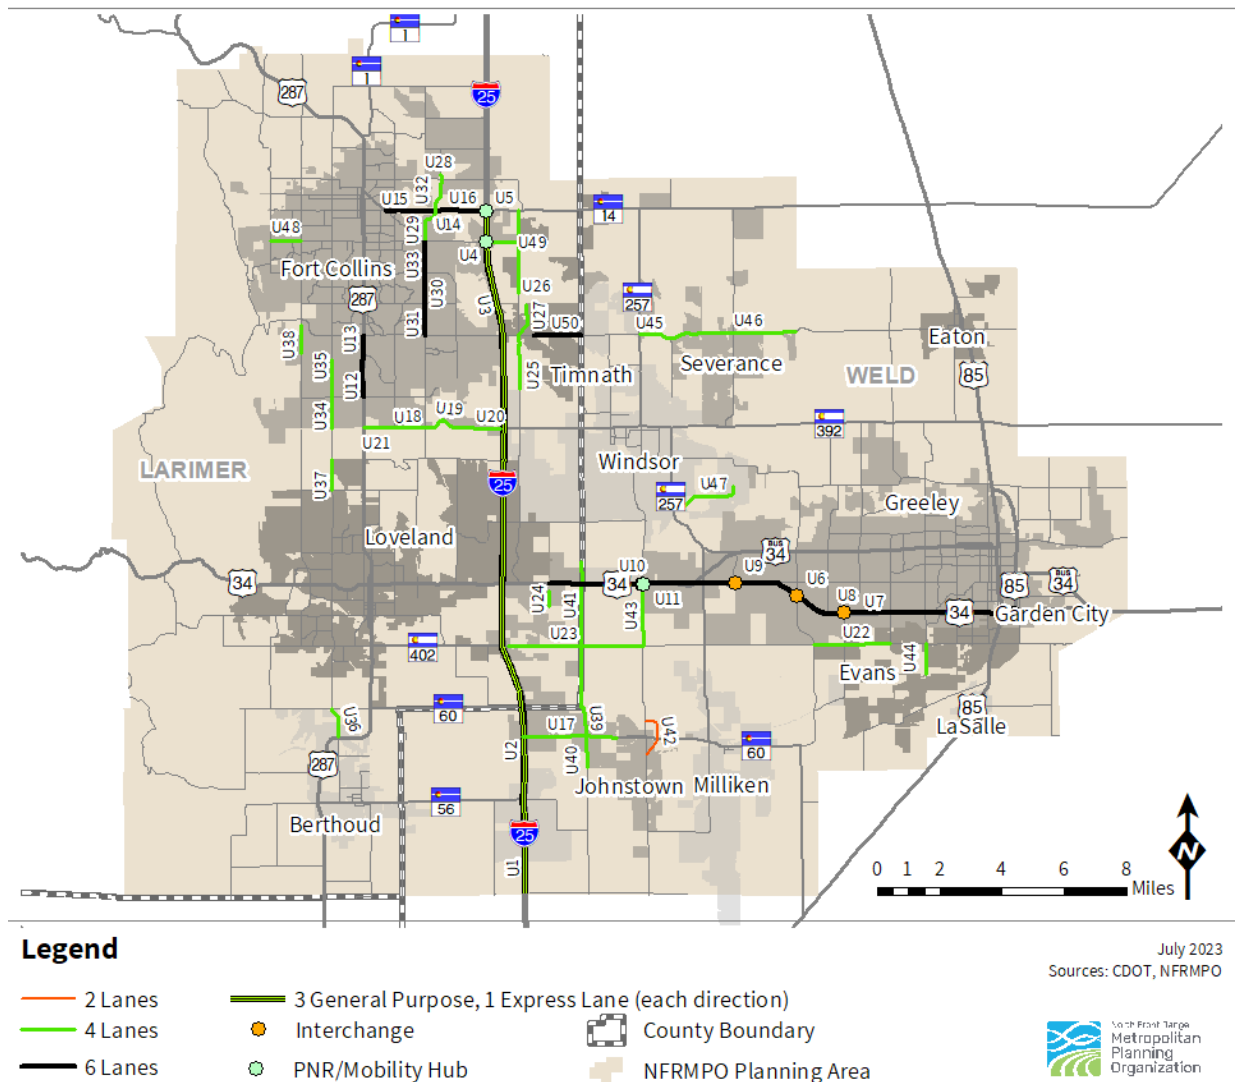 1
1
287
25
U28
U32
U15
U16
U5
14
U14
U29
U48
U49
U4
Fort Collins
U33
U30
U31
U3
U26
U27
U50
287
257
U45
U46
Severance
Eaton
85
WELD
U38
U35
U34
U13
U12
U25
Timnath
U18
U19
U20
U21
392
LARIMER
U37
Windsor
25
257
U47
Greeley
Loveland
BUS
34
34
U10
34
U9
U6
U8
U7
U11
34
85
BUS
34
Garden City
U24
U41
U43
U23
402
U22
U44
Evans
85
LaSalle
60
U36
U17
U39
U42
U2
U40
60
287
Johnstown
Milliken
56
Berthoud
25
U1
0 1 2 4 6 8
Miles
N
Legend
July 2023
Sources: CDOT, NFRMPO
2 Lanes
4 Lanes
6 Lanes
3 General Purpose, 1 Express Lane (each direction)
Interchange
PNR/Mobility Hub
County Boundary
NFRMPO Planning Area
North Front Range
Metropolitan
Planning
Organization